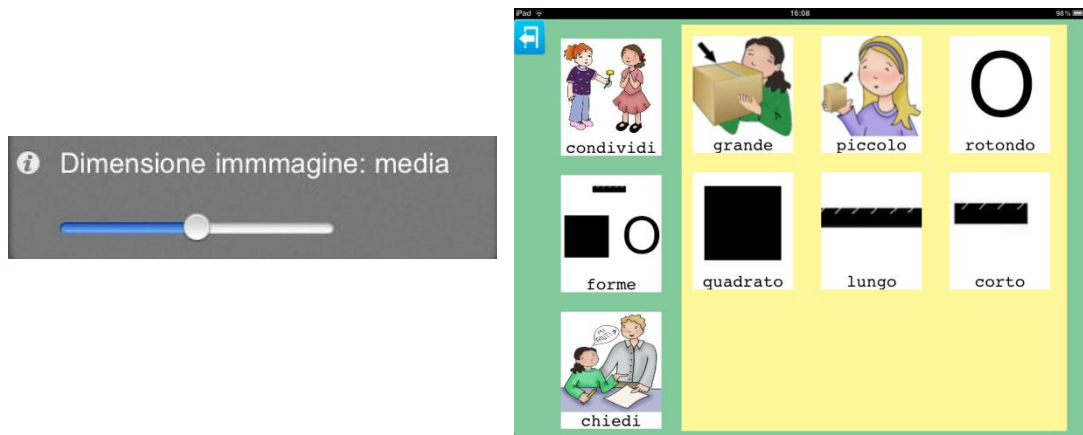 Dimensione immmagine: media
iPad 16:08 98%
condividi
grande piccolo rotondo
forme
quadrato lungo corto
chiedi